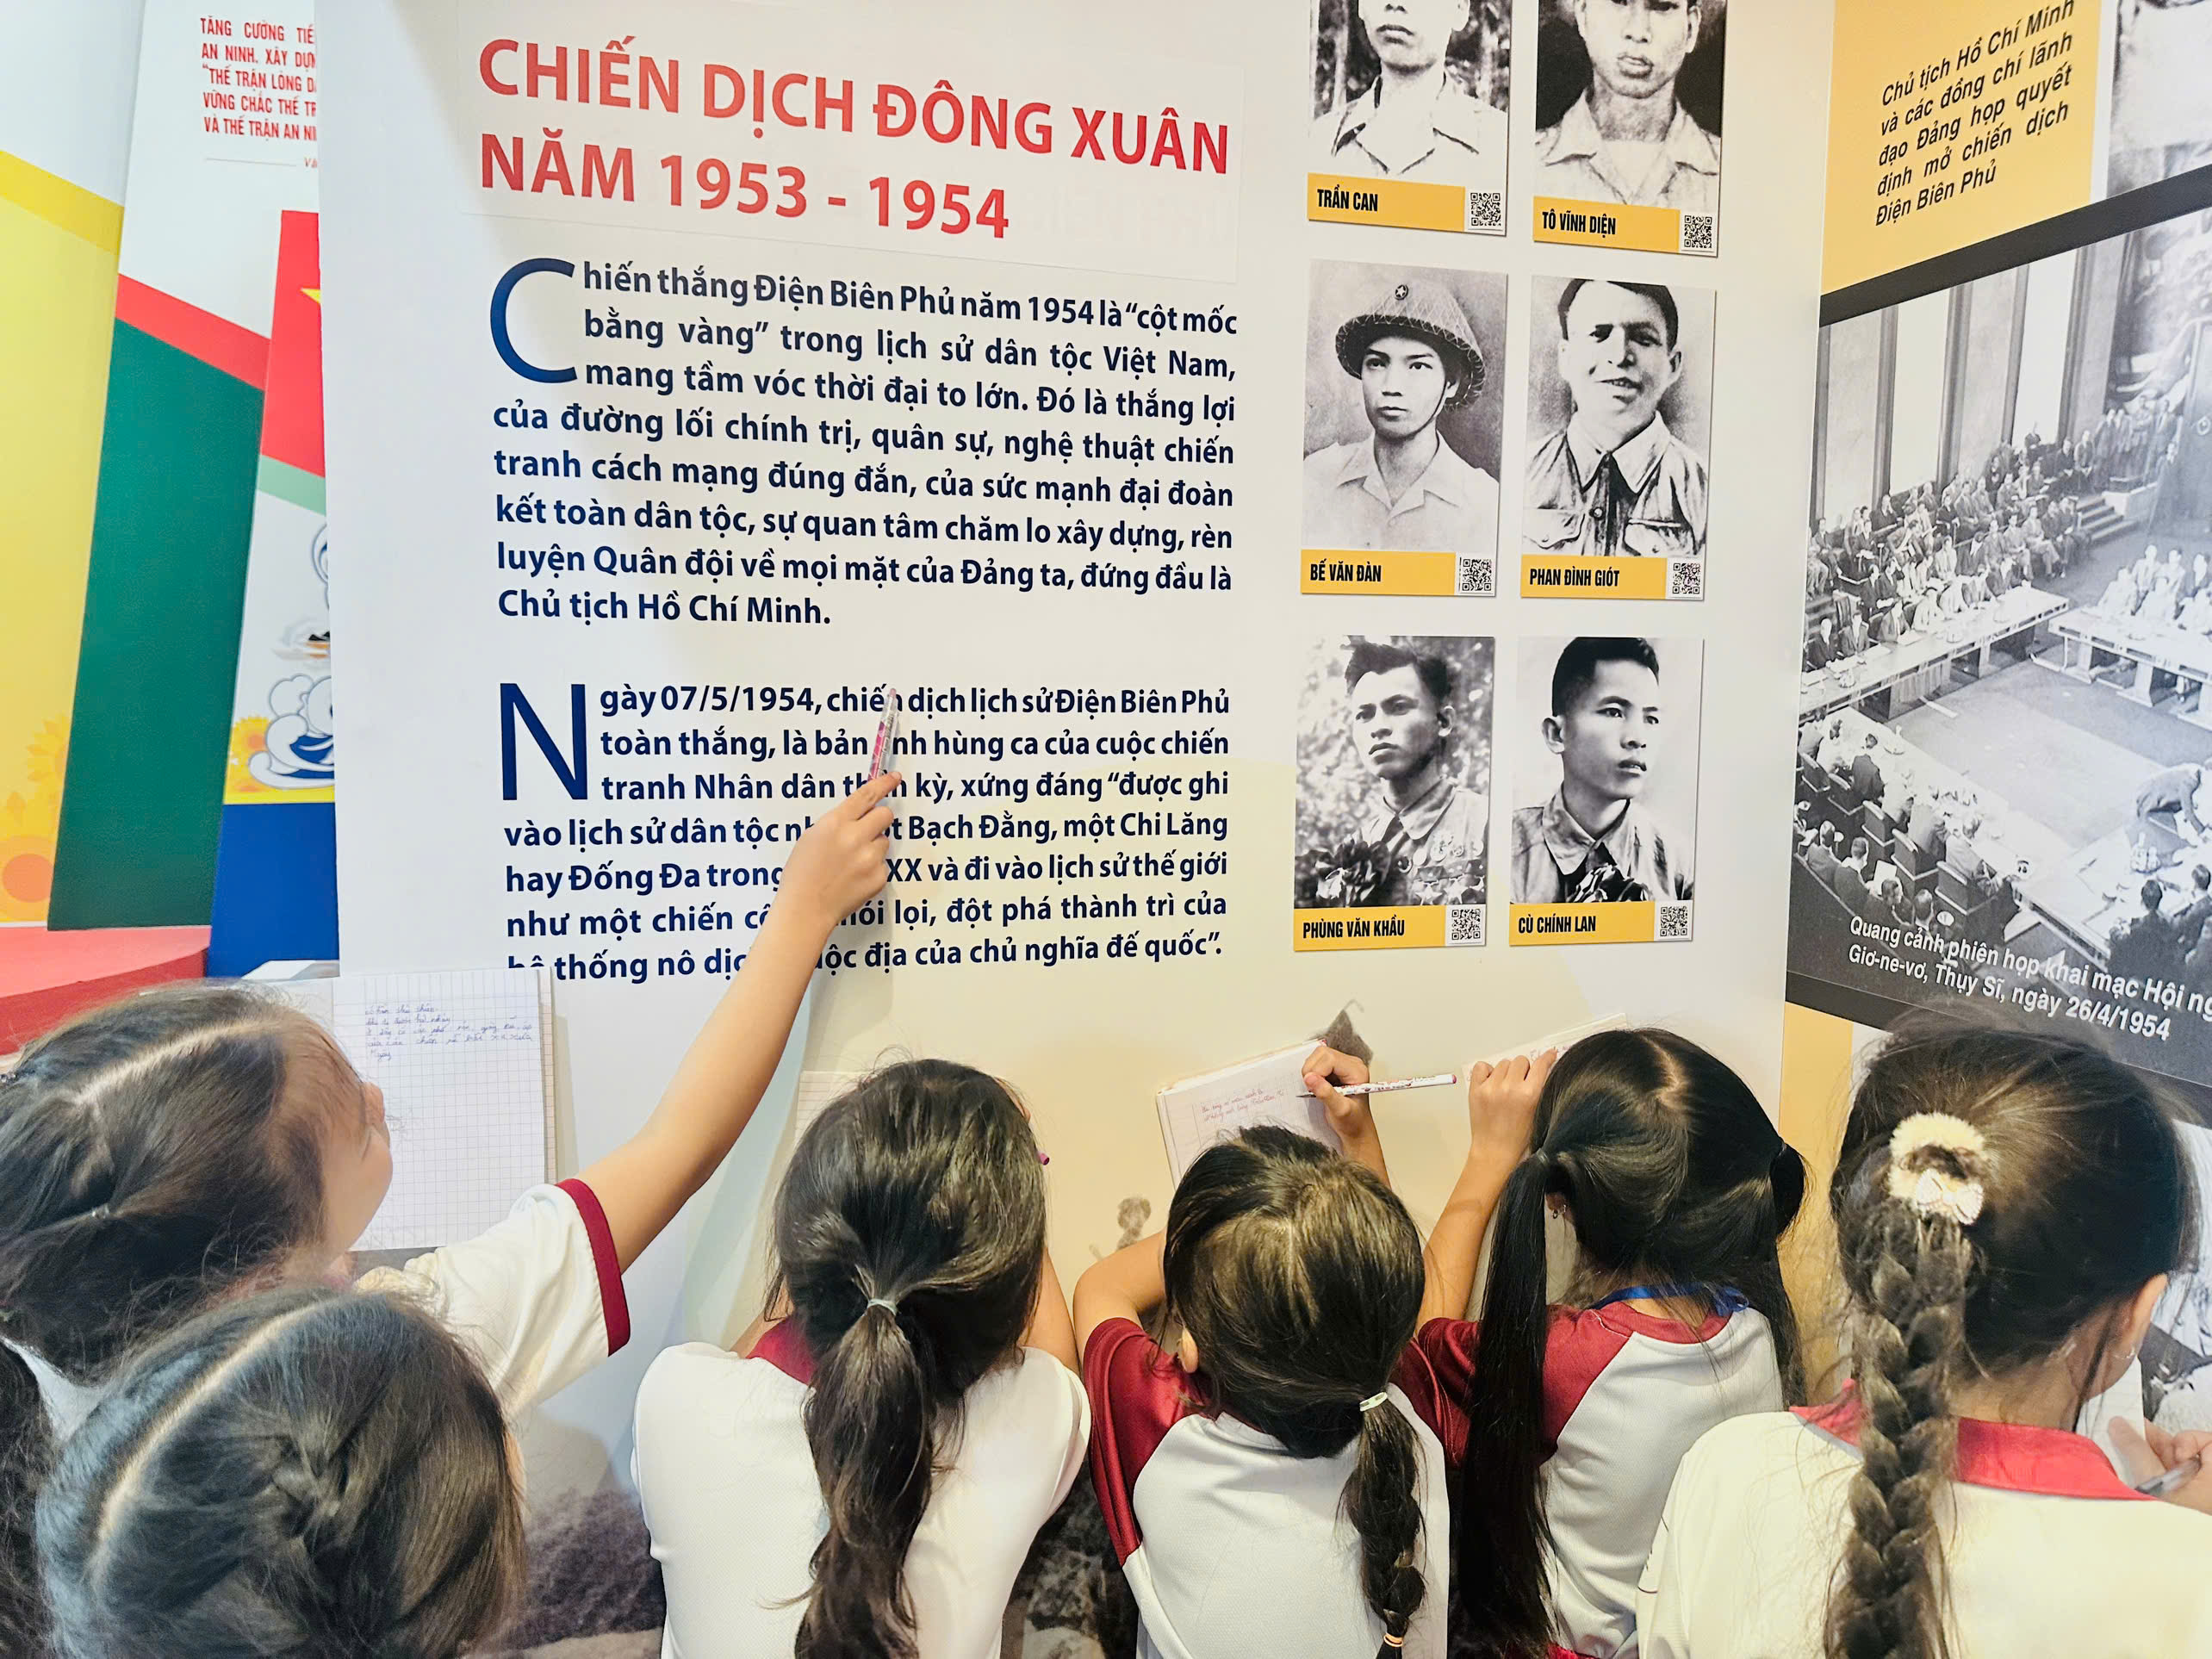 TĂNG CƯỜNG TIỀ
AN NINH. XÂY DỰN
"THẾ TRẬN LÒNG D
VỮNG CHẮC THẾ TR
VÀ THẾ TRẬN AN NI
CHIẾN DỊCH ĐÔNG XUÂN
NĂM 1953 - 1954
Chiến thắng Điện Biên Phủ năm 1954 là “cột mốc
bằng vàng” trong lịch sử dân tộc Việt Nam,
mang tầm vóc thời đại to lớn. Đó là thắng lợi
của đường lối chính trị, quân sự, nghệ thuật chiến
tranh cách mạng đúng đắn, của sức mạnh đại đoàn
kết toàn dân tộc, sự quan tâm chăm lo xây dựng, rèn
luyện Quân đội về mọi mặt của Đảng ta, đứng đầu là
Chủ tịch Hồ Chí Minh.
Ngày 07/5/1954, chiến dịch lịch sử Điện Biên Phủ
toàn thắng, là bản anh hùng ca của cuộc chiến
tranh Nhân dân thần kỳ, xứng đáng “được ghi
vào lịch sử dân tộc Bạch Đằng, một Chi Lăng
hay Đống Đa trong XX và đi vào lịch sử thế giới
như một chiến lọi, đột phá thành trì của
thống nô địa của chủ nghĩa đế quốc”.
TRẦN CAN
TÔ VĨNH DIỆN
BẾ VĂN ĐÀN
PHAN ĐÌNH GIÓT
PHÙNG VĂN KHẦU
CÙ CHÍNH LAN
Chủ tịch Hồ Chí Minh
và các đồng chí lãnh
đạo Đảng họp quyết
định mở chiến dịch
Điện Biên Phủ
Quang cảnh phiên họp khai mạc Hội ng
Giơ-ne-vơ, Thụy Sĩ, ngày 26/4/1954